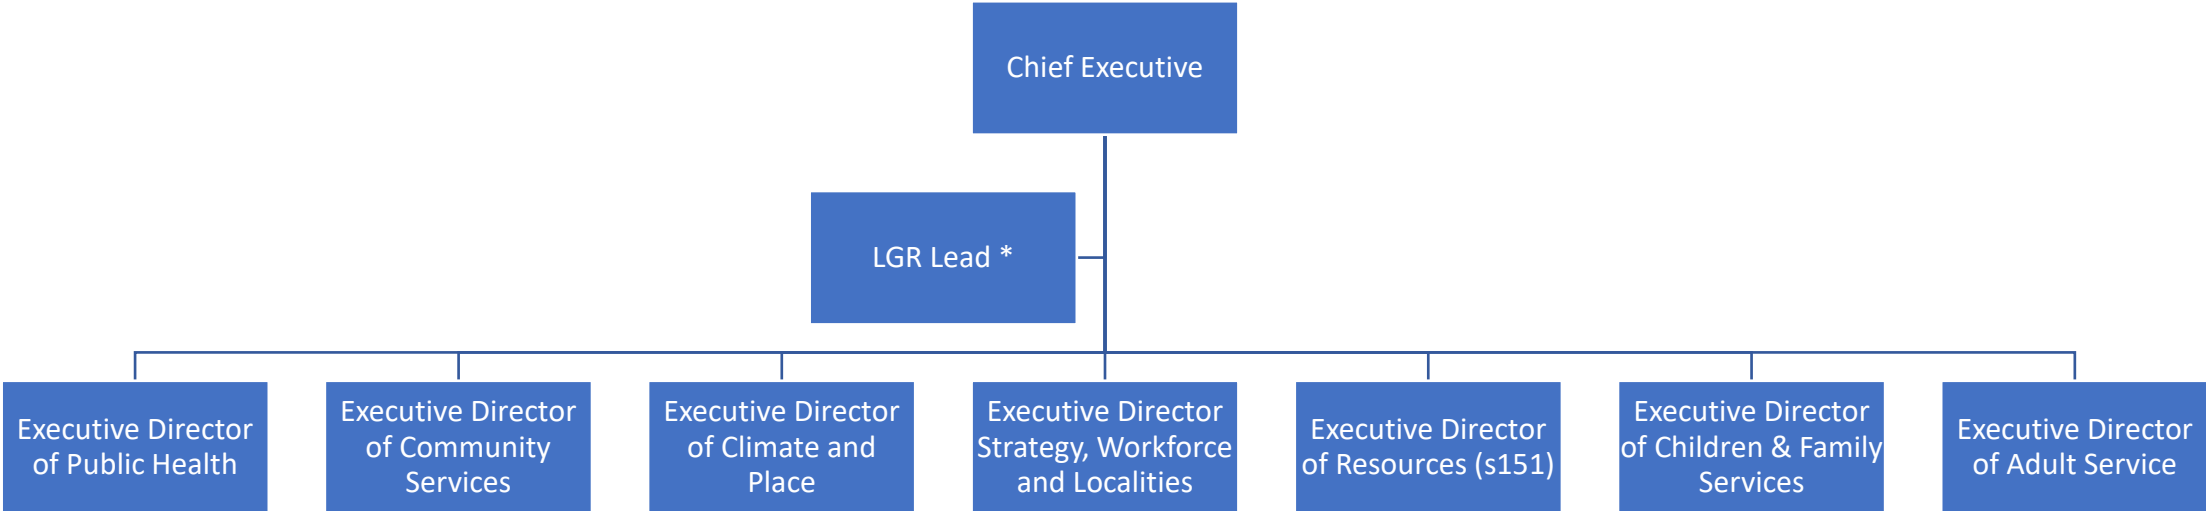 Chief Executive
LGR Lead *
Executive Director
of Public Health
Executive Director
of Community
Services
Executive Director
of Climate and
Place
Executive Director
Strategy, Workforce
and Localities
Executive Director
of Resources (s151)
Executive Director
of Children & Family
Services
Executive Director
of Adult Service